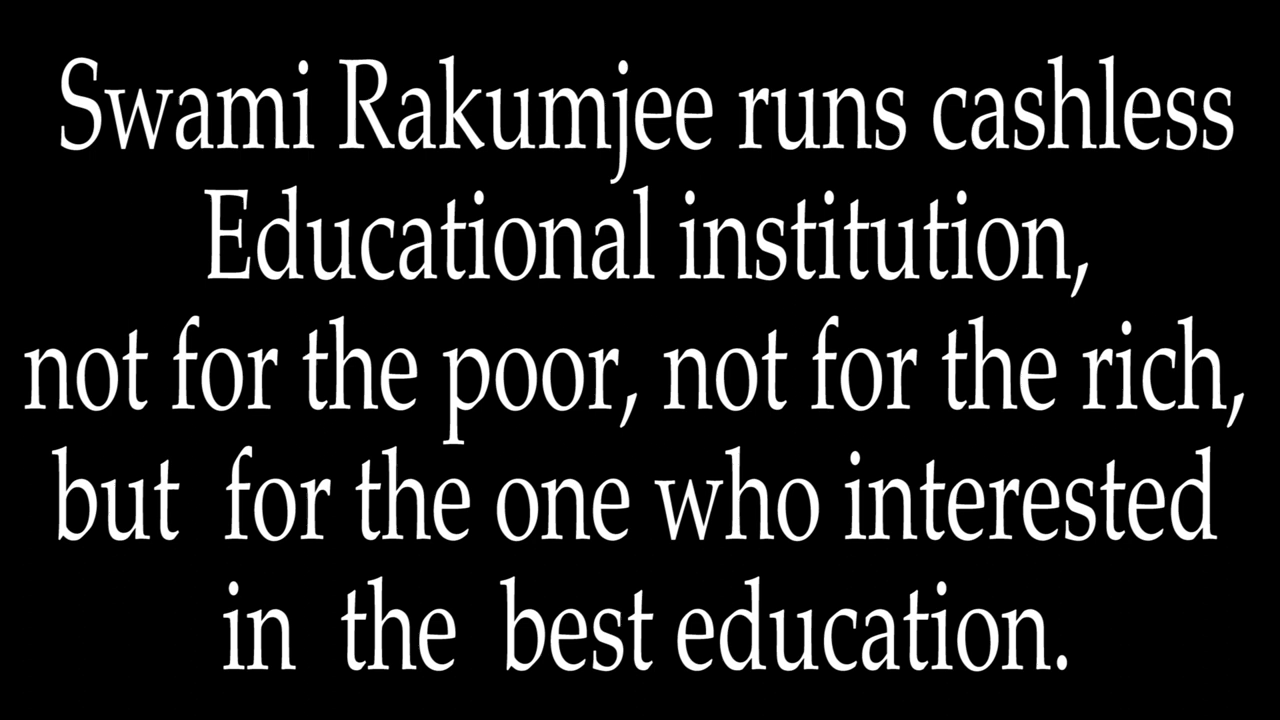 Swami Rakumjee runs cashless
Educational institution,
not for the poor, not for the rich,
but for the one who interested
in the best education.